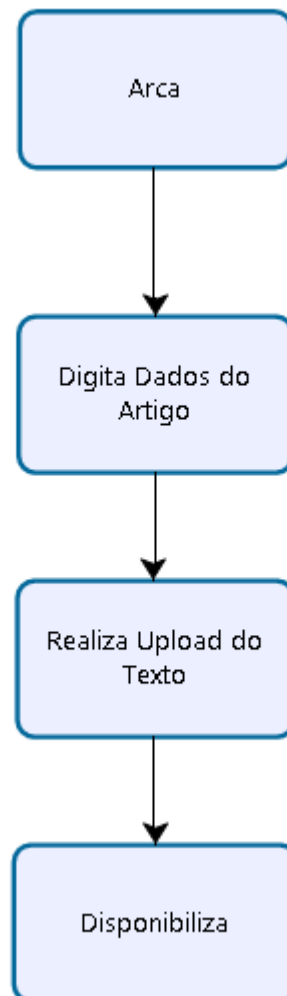 Arca
Digita Dados do
Artigo
Realiza Upload do
Texto
Disponibiliza